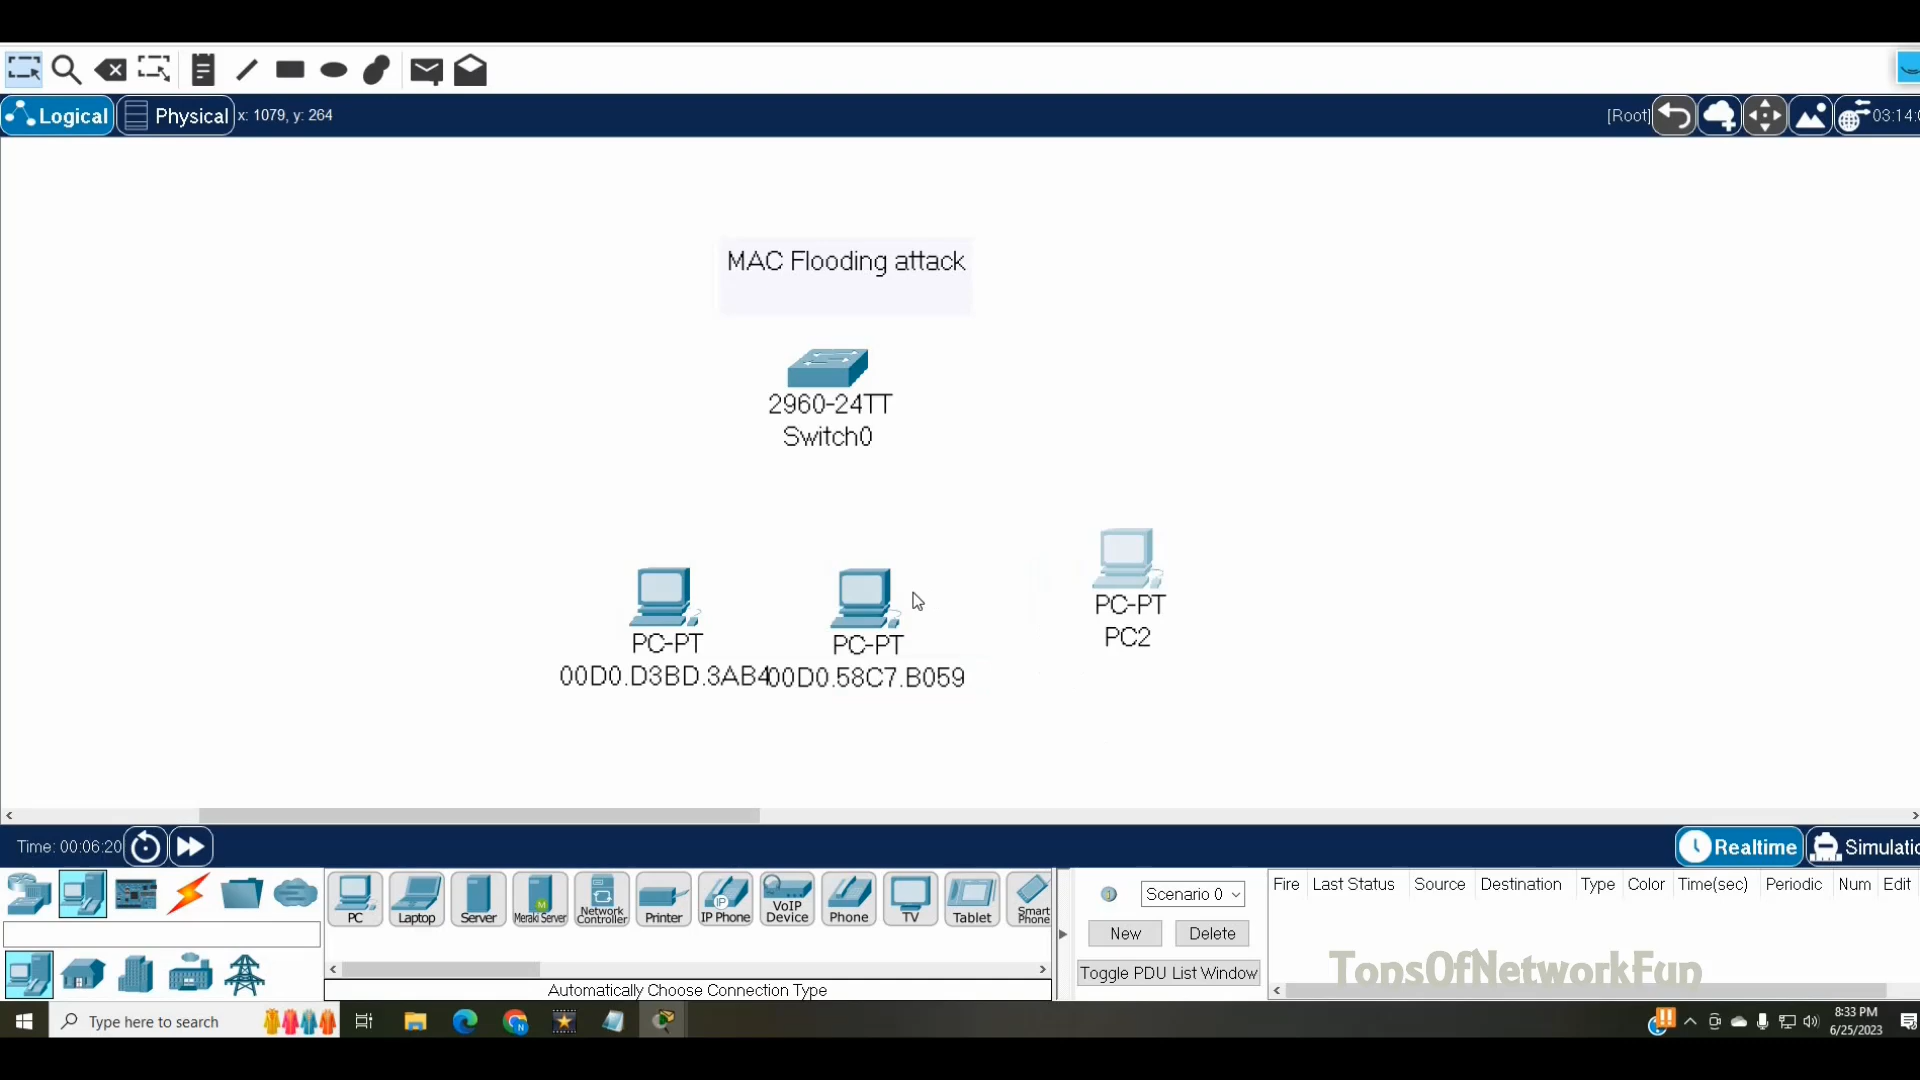 Logical
Physical
x: 1079, y: 264
[Root]
MAC Flooding attack
2960-24TT
Switch0
PC-PT
00D0.D3BD.3AB4
PC-PT
00D0.58C7.B059
PC-PT
PC2
Time: 00:06:20
Realtime
PC
Laptop
Server
Meraki Server
Network
Controller
Printer
IP Phone
VoIP
Device
Phone
TV
Tablet
Smart
Phone
Automatically Choose Connection Type
Scenario 0
New
Delete
Toggle PDU List Window
Fire Last Status Source Destination Type Color Time(sec) Periodic Num Edit
TopsOfNetworkFun
Type here to search
8:33 PM
6/25/2023